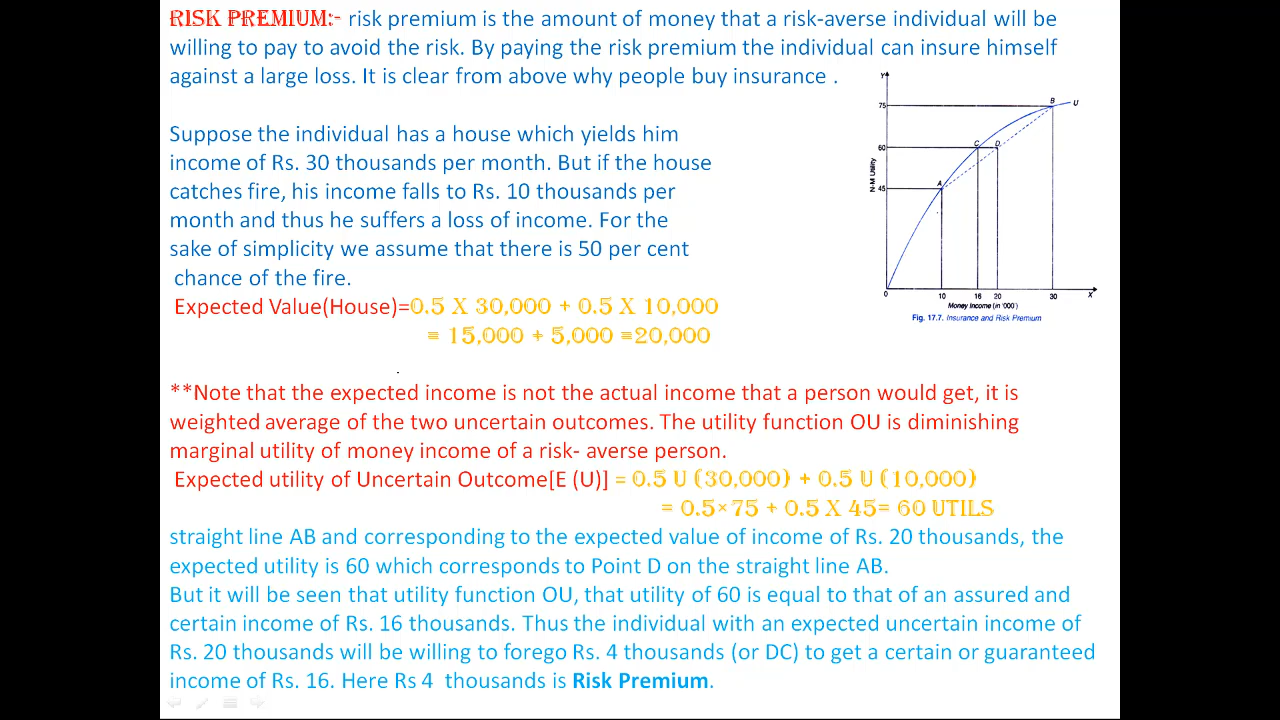 RISK PREMIUM:- risk premium is the amount of money that a risk-averse individual will be
willing to pay to avoid the risk. By paying the risk premium the individual can insure himself
against a large loss. It is clear from above why people buy insurance .
Suppose the individual has a house which yields him
income of Rs. 30 thousands per month. But if the house
catches fire, his income falls to Rs. 10 thousands per
month and thus he suffers a loss of income. For the
sake of simplicity we assume that there is 50 per cent
chance of the fire.
Y
75
60
45
N-M Utility
A
C
D
B
U
0 10 16 20 30 X
Money Income (in '000)
Fig. 17.7. Insurance and Risk Premium
Expected Value(House)=0.5 X 30,000 + 0.5 X 10,000
= 15,000 + 5,000 =20,000
**Note that the expected income is not the actual income that a person would get, it is
weighted average of the two uncertain outcomes. The utility function OU is diminishing
marginal utility of money income of a risk- averse person.
Expected utility of Uncertain Outcome[E (U)] = 0.5 U (30,000) + 0.5 U (10,000)
= 0.5×75 + 0.5 X 45= 60 UTILS
straight line AB and corresponding to the expected value of income of Rs. 20 thousands, the
expected utility is 60 which corresponds to Point D on the straight line AB.
But it will be seen that utility function OU, that utility of 60 is equal to that of an assured and
certain income of Rs. 16 thousands. Thus the individual with an expected uncertain income of
Rs. 20 thousands will be willing to forego Rs. 4 thousands (or DC) to get a certain or guaranteed
income of Rs. 16. Here Rs 4 thousands is Risk Premium.